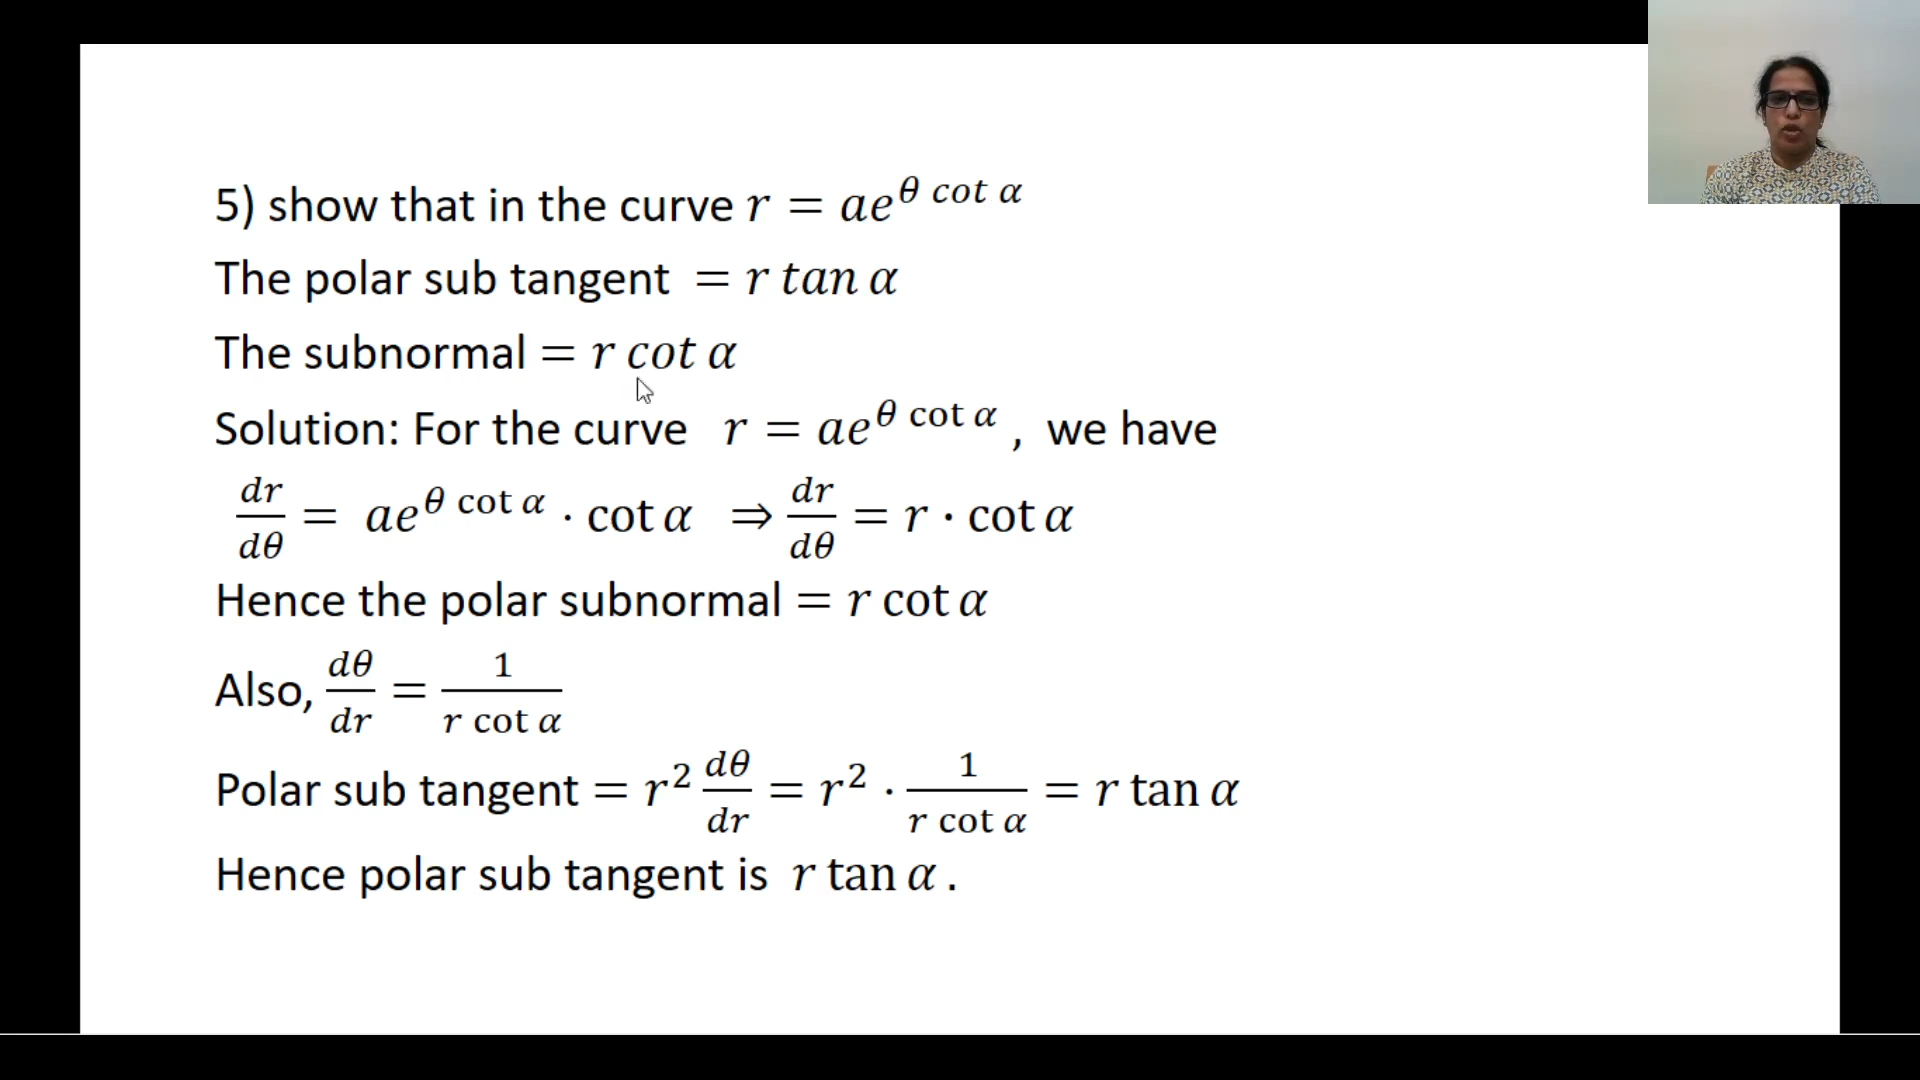 5) show that in the curve r = ae^{θ cot α}
The polar sub tangent = r tan α
The subnormal = r cot α
Solution: For the curve r = ae^{θ cot α} , we have
dr/dθ = ae^{θ cot α} · cot α ⇒ dr/dθ = r · cot α
Hence the polar subnormal = r cot α
Also, dθ/dr = 1/(r cot α)
Polar sub tangent = r² dθ/dr = r² · 1/(r cot α) = r tan α
Hence polar sub tangent is r tan α .